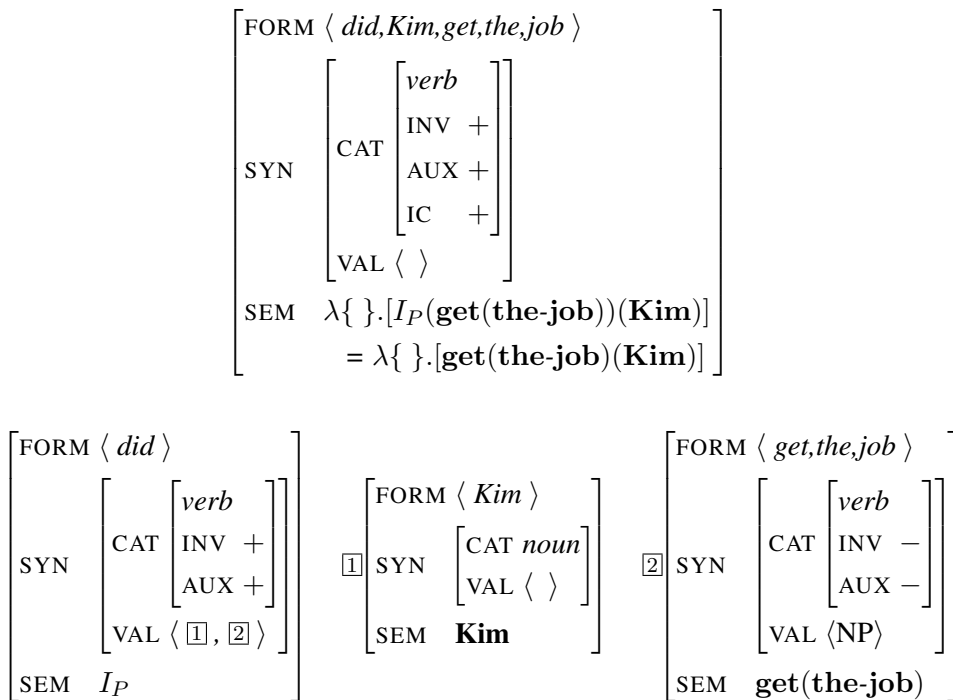 FORM ⟨ did,Kim,get,the,job ⟩
SYN
CAT
verb
INV +
AUX +
IC +
VAL ⟨ ⟩
SEM λ{ }.[I_P(get(the-job))(Kim)]
= λ{ }.[get(the-job)(Kim)]
FORM ⟨ did ⟩
SYN
CAT
verb
INV +
AUX +
VAL ⟨ 1 , 2 ⟩
SEM I_P
1
FORM ⟨ Kim ⟩
SYN
CAT noun
VAL ⟨ ⟩
SEM Kim
2
FORM ⟨ get,the,job ⟩
SYN
CAT
verb
INV −
AUX −
VAL ⟨NP⟩
SEM get(the-job)